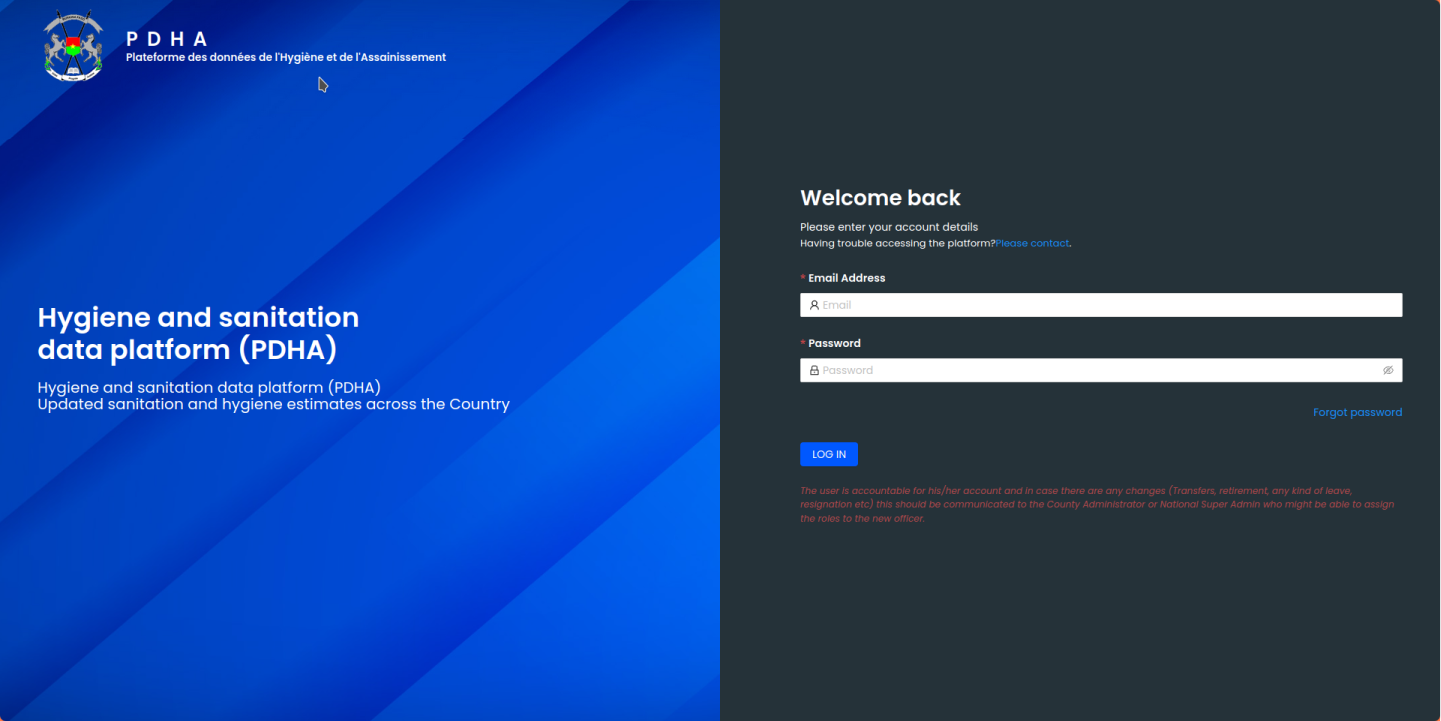 P D H A
Plateforme des données de l'Hygiène et de l'Assainissement
Hygiene and sanitation
data platform (PDHA)
Hygiene and sanitation data platform (PDHA)
Updated sanitation and hygiene estimates across the Country
Welcome back
Please enter your account details
Having trouble accessing the platform?Please contact.
* Email Address
Email
* Password
Password
Forgot password
LOG IN
The user is accountable for his/her account and in case there are any changes (Transfers, retirement, any kind of leave,
resignation etc) this should be communicated to the County Administrator or National Super Admin who might be able to assign
the roles to the new officer.